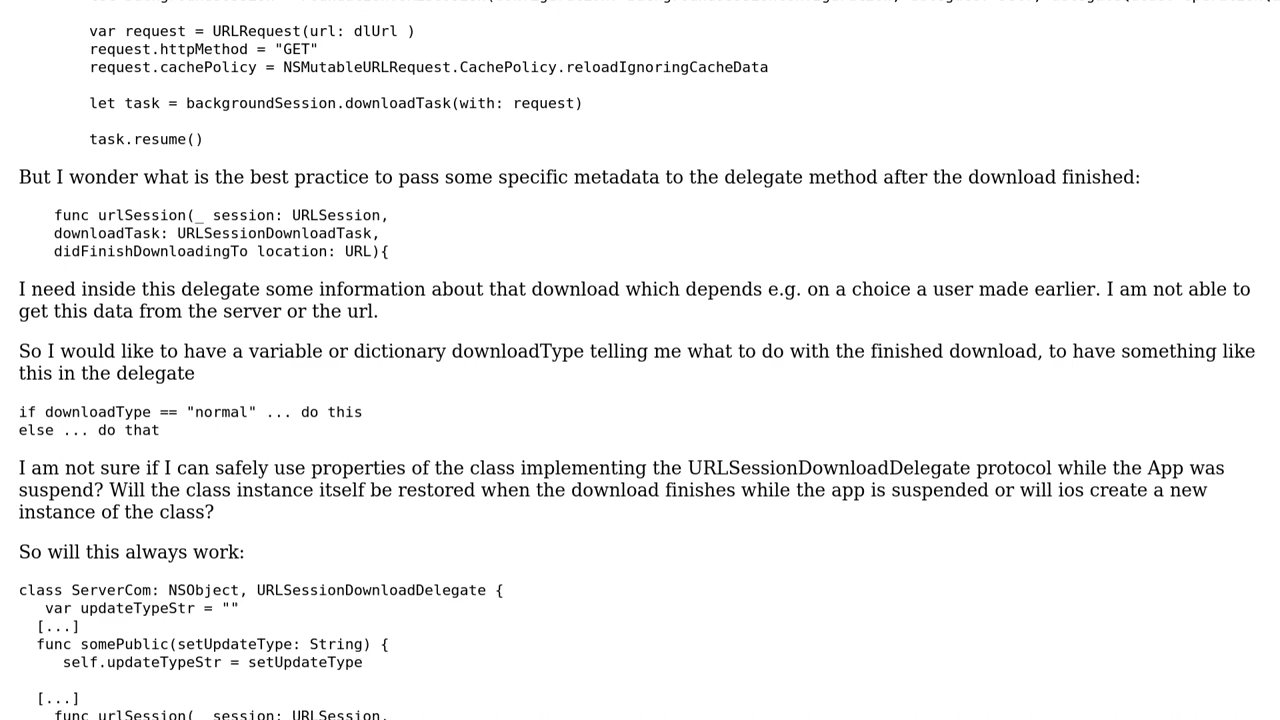 var request = URLRequest(url: dlUrl )
request.httpMethod = "GET"
request.cachePolicy = NSMutableURLRequest.CachePolicy.reloadIgnoringCacheData
let task = backgroundSession.downloadTask(with: request)
task.resume()
But I wonder what is the best practice to pass some specific metadata to the delegate method after the download finished:
func urlSession(_ session: URLSession,
downloadTask: URLSessionDownloadTask,
didFinishDownloadingTo location: URL){
I need inside this delegate some information about that download which depends e.g. on a choice a user made earlier. I am not able to
get this data from the server or the url.
So I would like to have a variable or dictionary downloadType telling me what to do with the finished download, to have something like
this in the delegate
if downloadType == "normal" ... do this
else ... do that
I am not sure if I can safely use properties of the class implementing the URLSessionDownloadDelegate protocol while the App was
suspend? Will the class instance itself be restored when the download finishes while the app is suspended or will ios create a new
instance of the class?
So will this always work:
class ServerCom: NSObject, URLSessionDownloadDelegate {
var updateTypeStr = ""
[...]
func somePublic(setUpdateType: String) {
self.updateTypeStr = setUpdateType
[...]
func urlSession(_ session: URLSession,